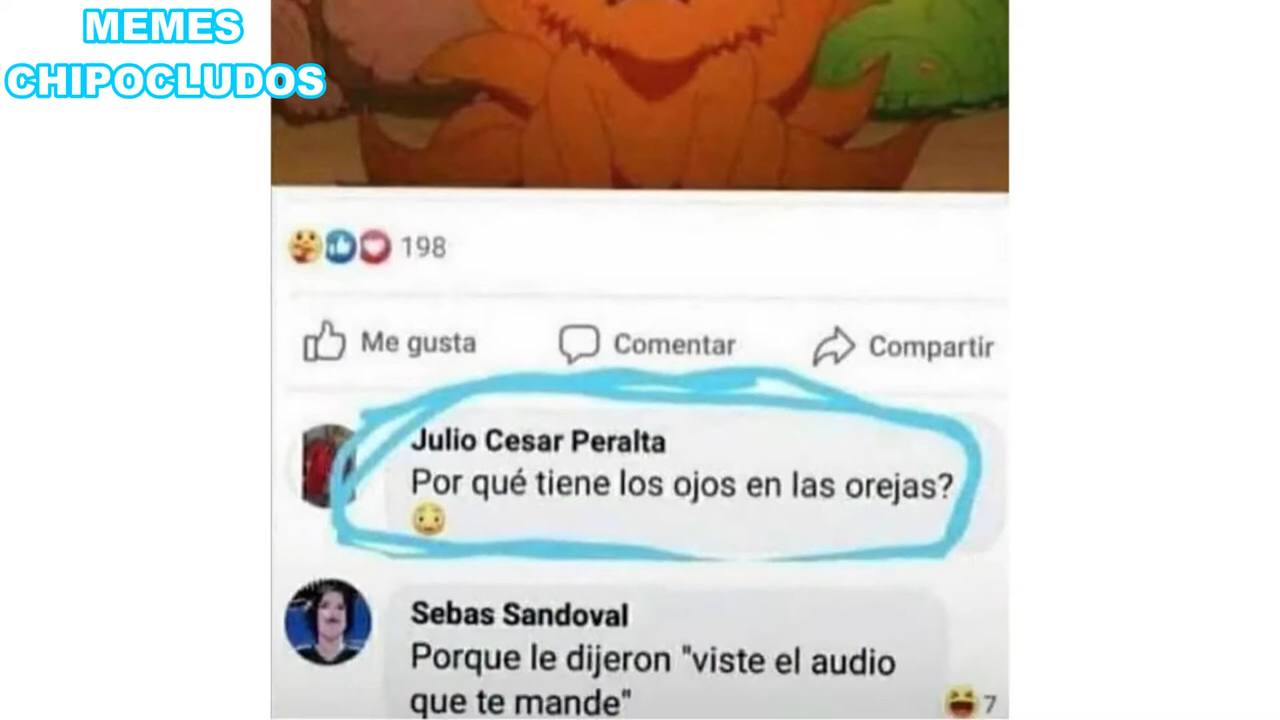 MEMES
CHIPOCLUDOS
198
Me gusta
Comentar
Compartir
Julio Cesar Peralta
Por qué tiene los ojos en las orejas?
Sebas Sandoval
Porque le dijeron "viste el audio
que te mande"
7